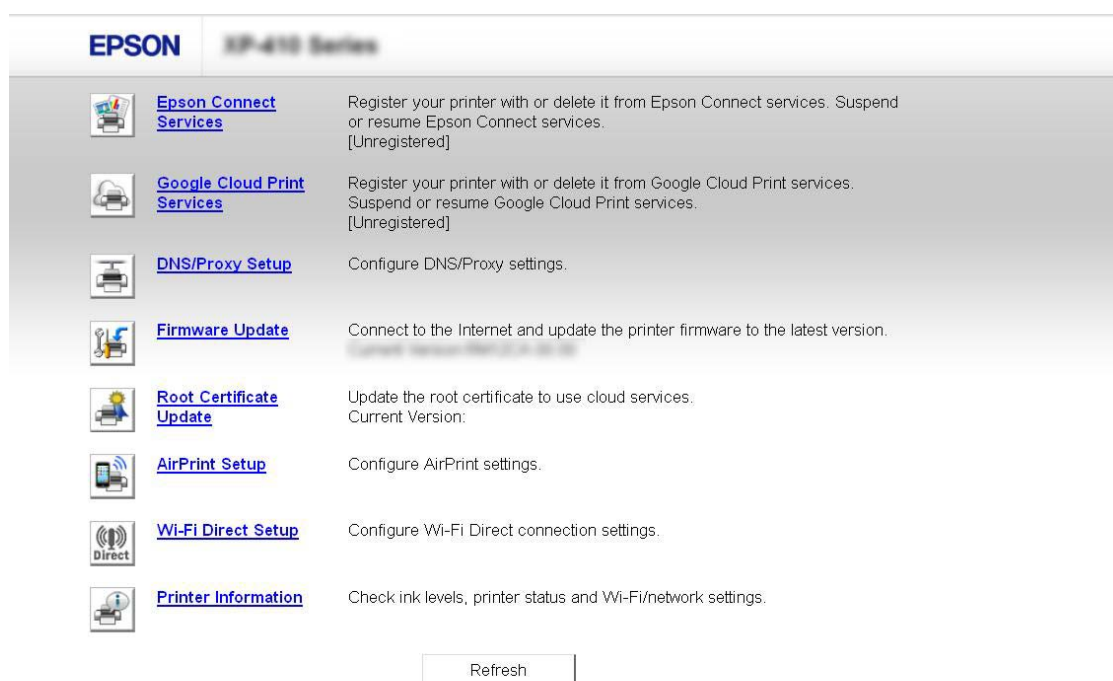 EPSON
XP-410 Series
Epson Connect
Services
Register your printer with or delete it from Epson Connect services. Suspend
or resume Epson Connect services.
[Unregistered]
Google Cloud Print
Services
Register your printer with or delete it from Google Cloud Print services.
Suspend or resume Google Cloud Print services.
[Unregistered]
DNS/Proxy Setup
Configure DNS/Proxy settings.
Firmware Update
Connect to the Internet and update the printer firmware to the latest version.
Current Version
Root Certificate
Update
Update the root certificate to use cloud services.
Current Version:
AirPrint Setup
Configure AirPrint settings.
Direct
Wi-Fi Direct Setup
Configure Wi-Fi Direct connection settings.
Printer Information
Check ink levels, printer status and Wi-Fi/network settings.
Refresh